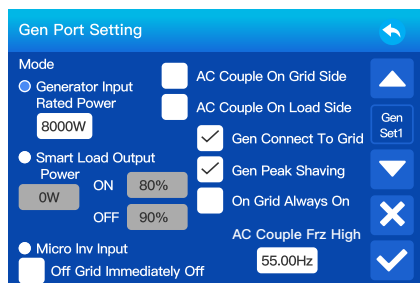 Gen Port Setting
Mode
Generator Input
Rated Power
8000W
AC Couple On Grid Side
AC Couple On Load Side
Gen Connect To Grid
Gen Peak Shaving
On Grid Always On
Smart Load Output
Power
0W
ON 80%
OFF 90%
AC Couple Frz High
55.00Hz
Micro Inv Input
Off Grid Immediately Off
Gen
Set1